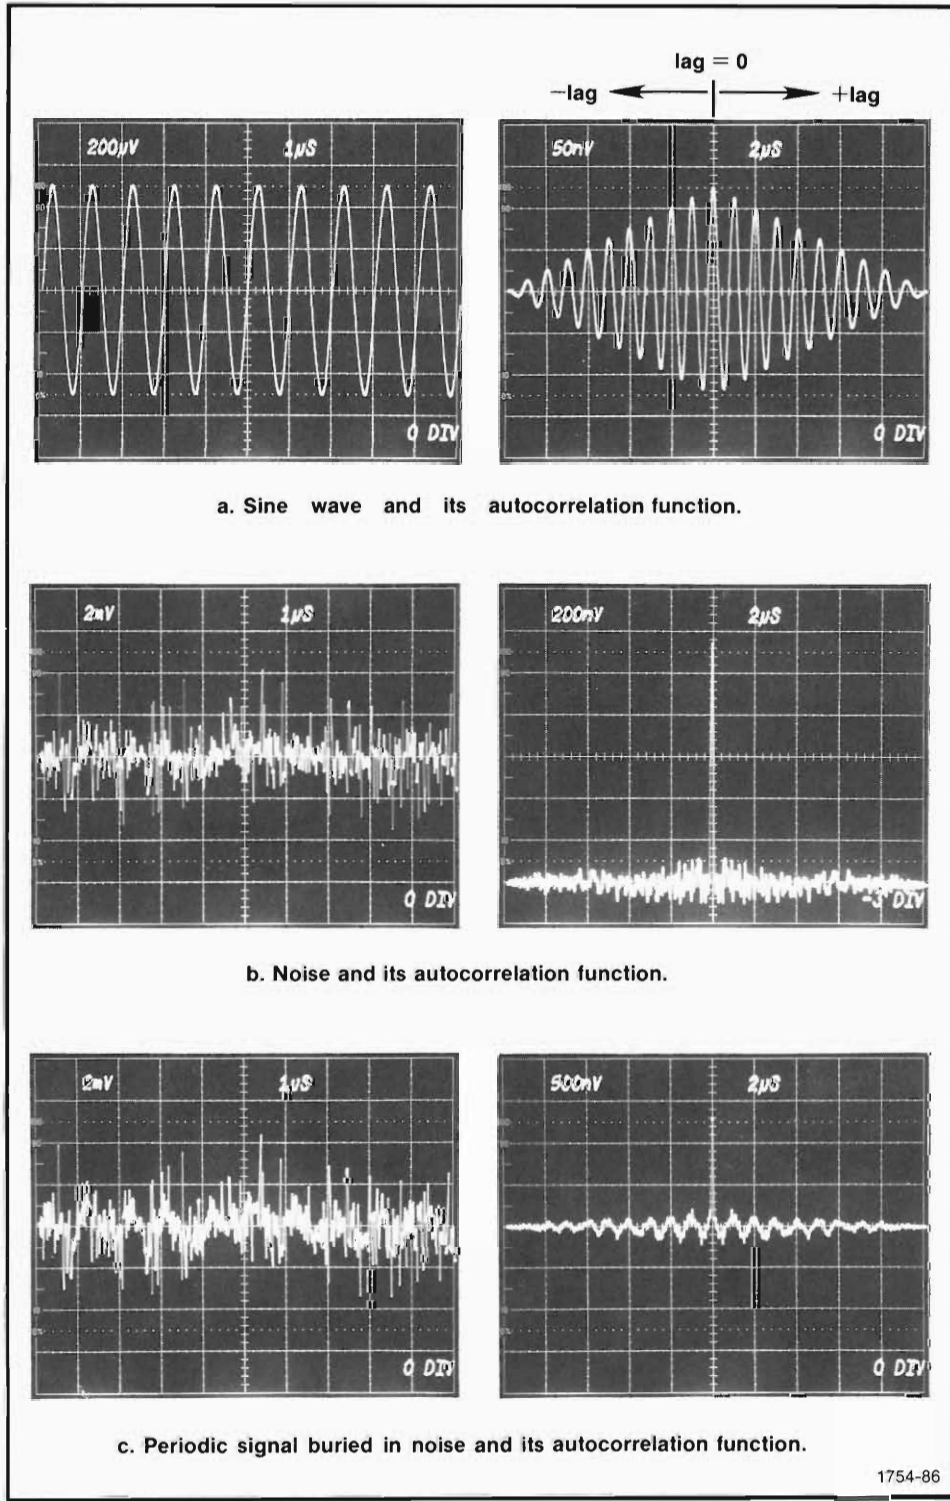 lag = 0
−lag +lag
200µV 1µS
0 DIV
50nV 2µS
0 DIV
a. Sine wave and its autocorrelation function.
2mV 1µS
0 DIV
200nV 2µS
-3 DIV
b. Noise and its autocorrelation function.
2mV 1µS
0 DIV
500nV 2µS
0 DIV
c. Periodic signal buried in noise and its autocorrelation function.
1754-86